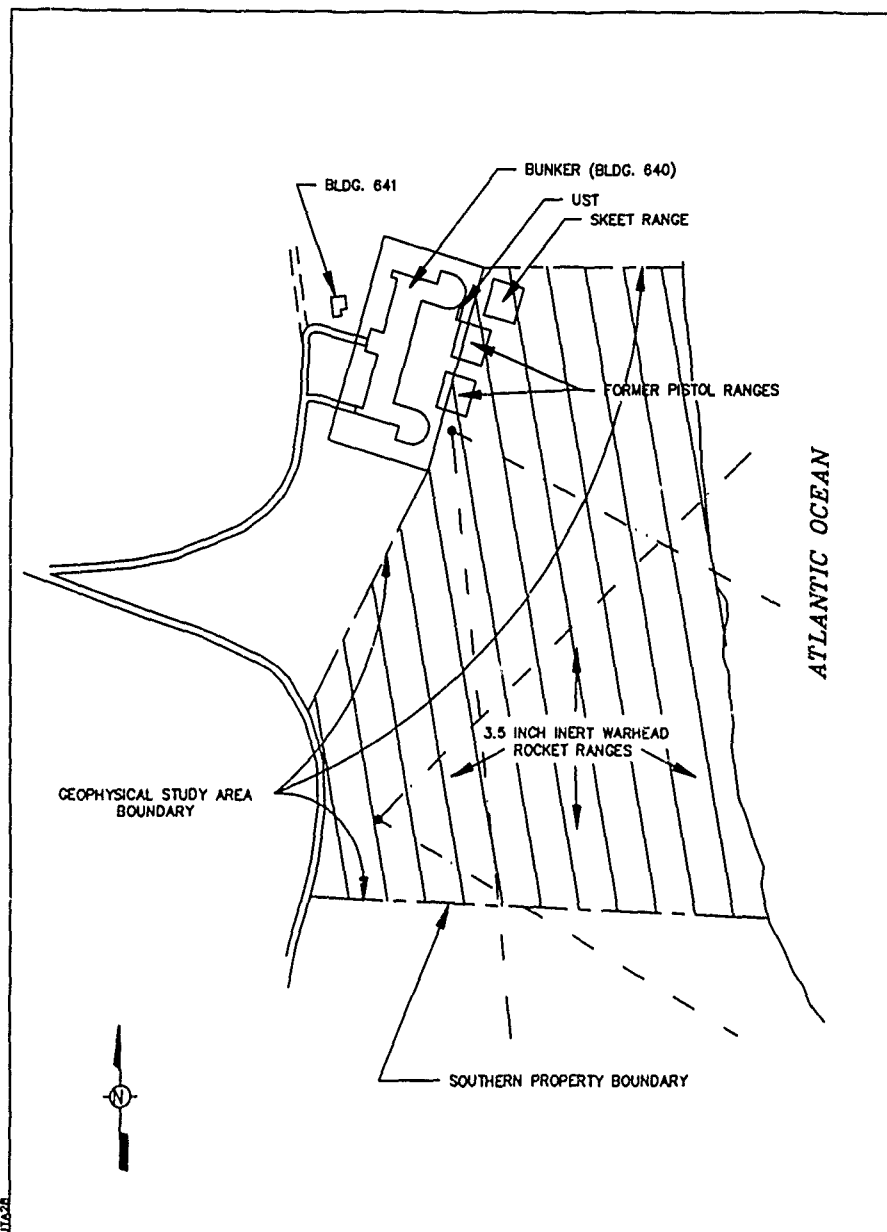 BUNKER (BLDG. 640)
BLDG. 641
UST
SKEET RANGE
FORMER PISTOL RANGES
ATLANTIC OCEAN
3.5 INCH INERT WARHEAD
ROCKET RANGES
GEOPHYSICAL STUDY AREA
BOUNDARY
SOUTHERN PROPERTY BOUNDARY
N